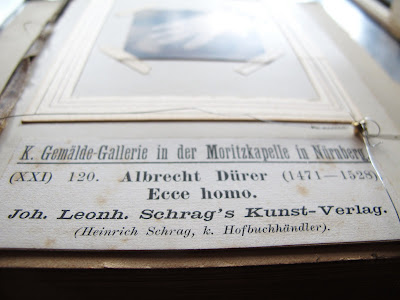 K. Gemälde-Gallerie in der Moritzkapelle in Nürnberg
(XXI) 120. Albrecht Dürer (1471—1528)
Ecce homo.
Joh. Leonh. Schrag's Kunst-Verlag.
(Heinrich Schrag, k. Hofbuchhändler).